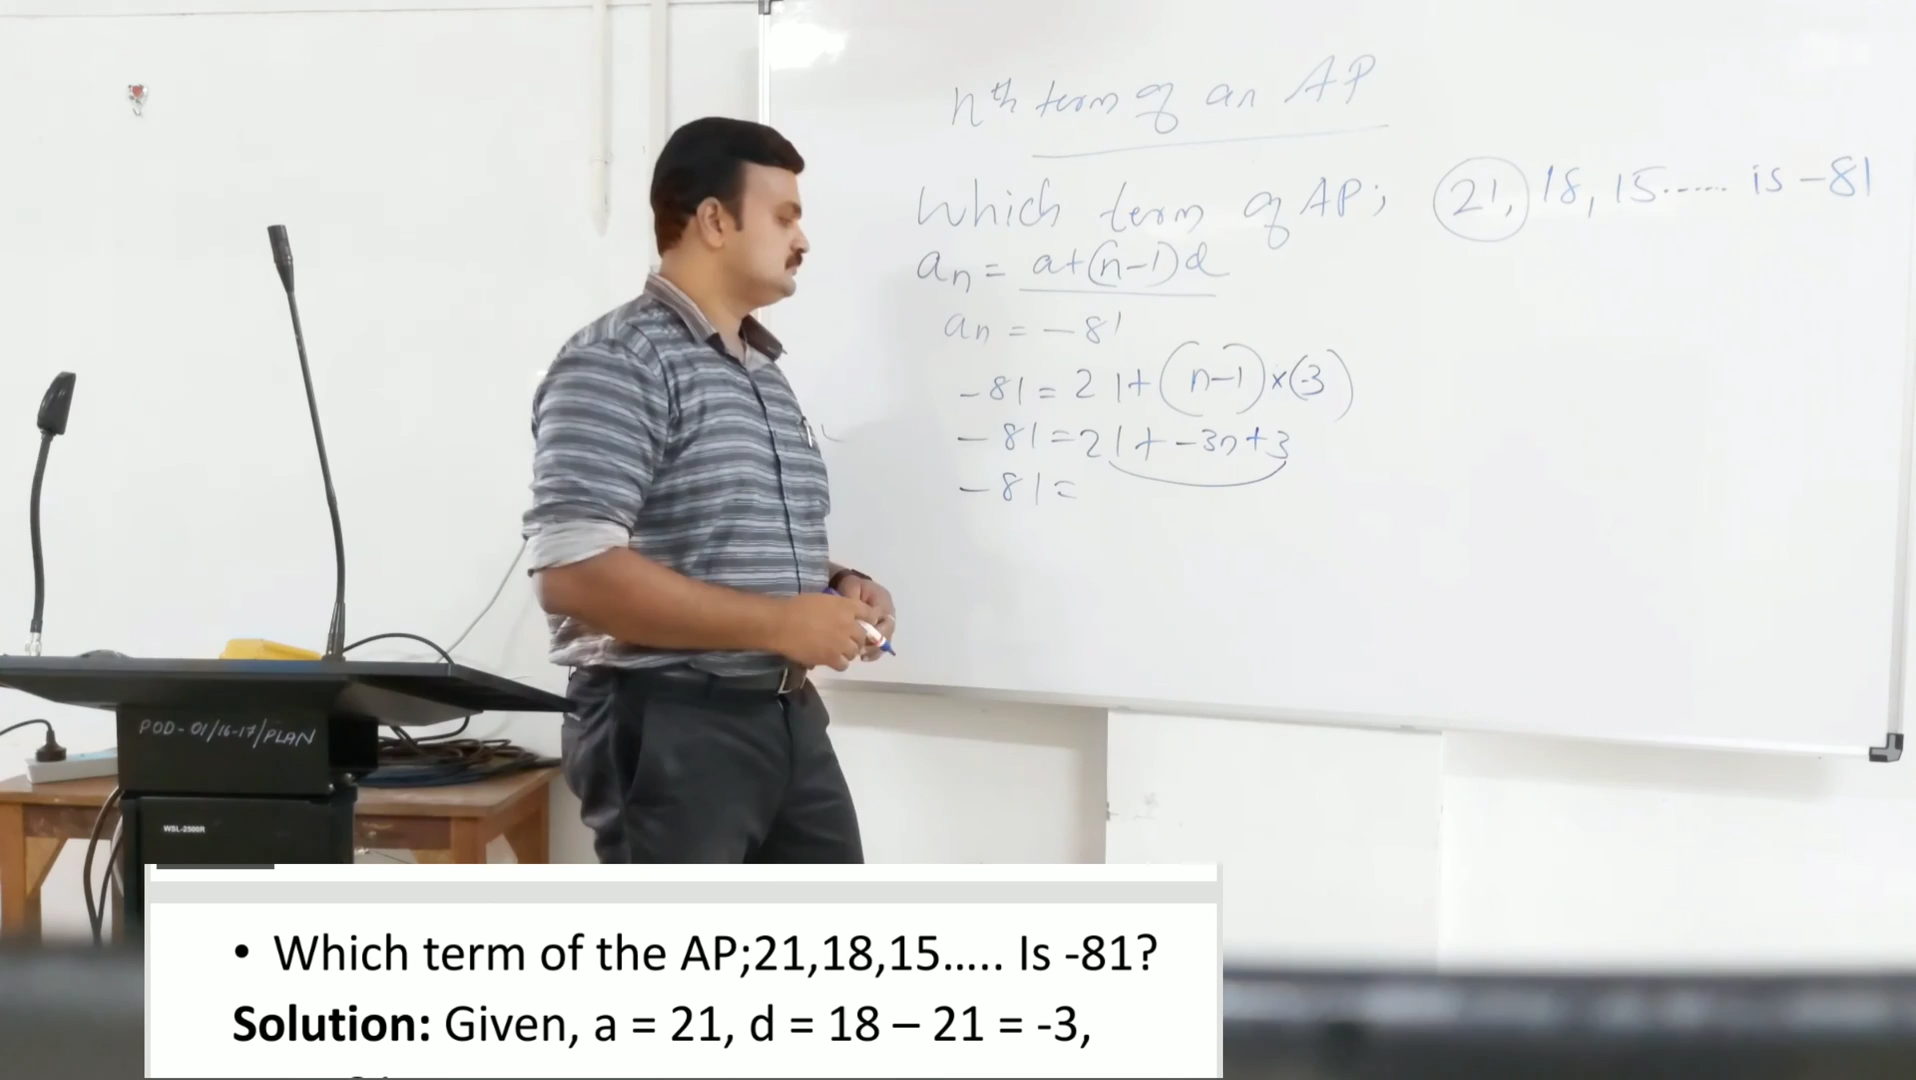 nth term of an AP
Which term of AP; 21, 18, 15...... is -81
an = a+(n-1)d
an = -81
-81 = 21+(n-1)×(-3)
-81 = 21+ -3n+3
-81 =
POD-01/16-17/PLAN
WSL-2500R
• Which term of the AP;21,18,15..... Is -81?
Solution: Given, a = 21, d = 18 – 21 = -3,